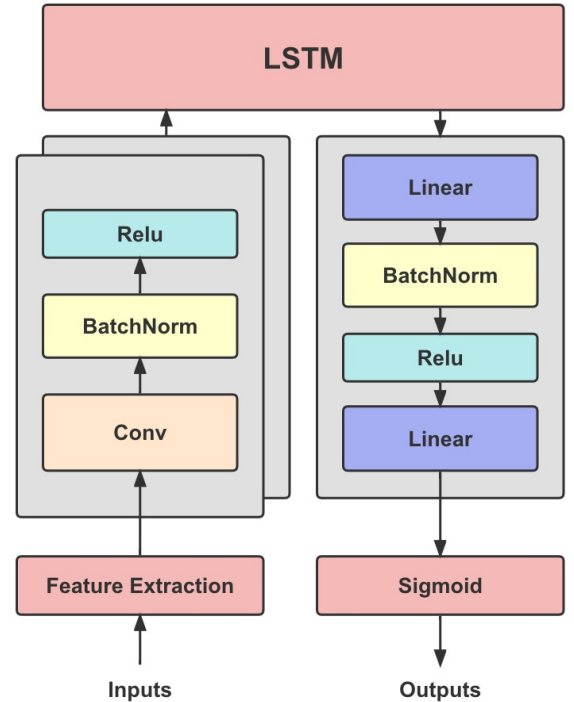 LSTM
Relu
BatchNorm
Conv
Feature Extraction
Inputs
Linear
BatchNorm
Relu
Linear
Sigmoid
Outputs